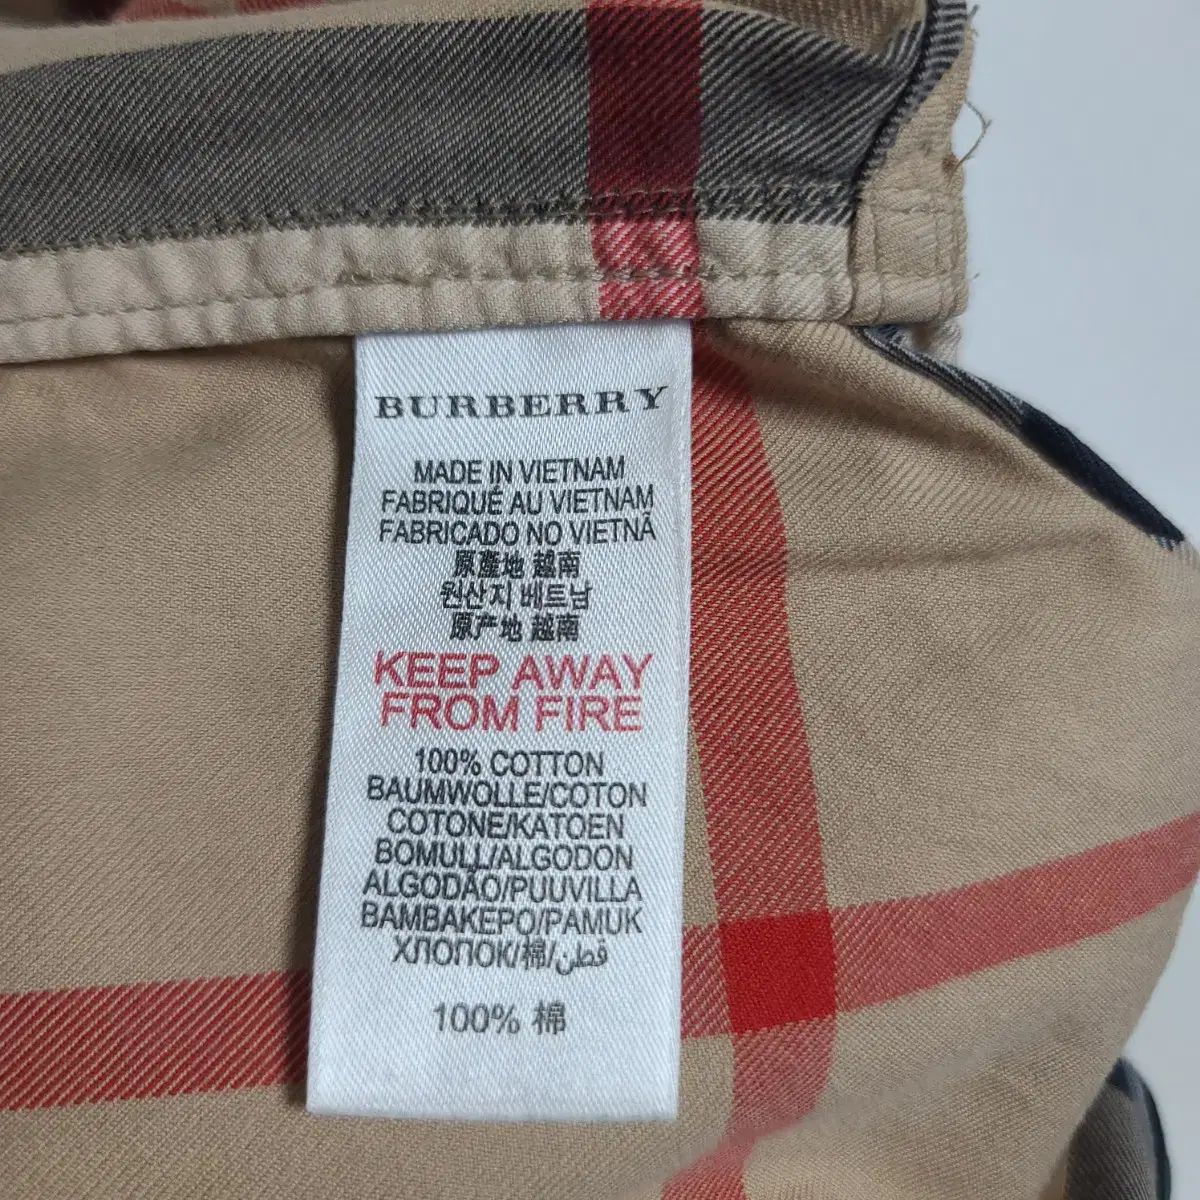 BURBERRY
MADE IN VIETNAM
FABRIQUÉ AU VIETNAM
FABRICADO NO VIETNÃ
原産地 越南
원산지 베트남
原产地 越南
KEEP AWAY
FROM FIRE
100% COTTON
BAUMWOLLE/COTON
COTONE/KATOEN
BOMULL/ALGODON
ALGODÃO/PUUVILLA
BAMBAKEPO/PAMUK
ХЛОПОК/棉/قطن
100% 棉